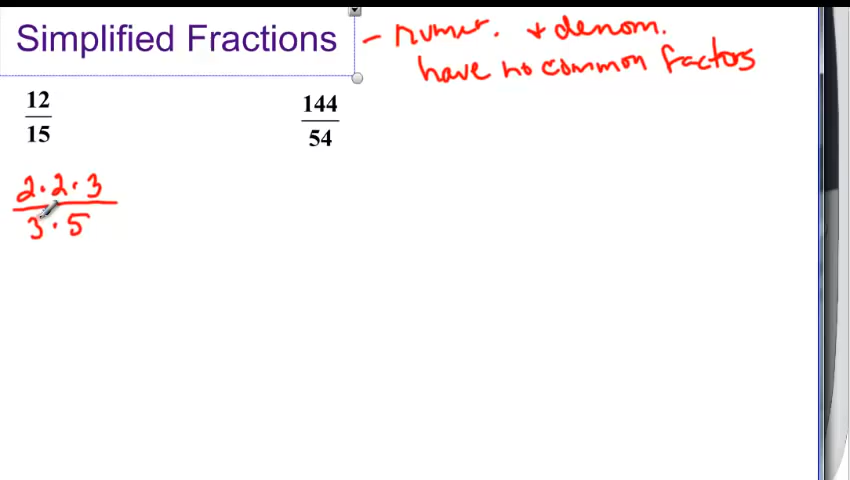 Simplified Fractions - numer. + denom.
have no common factors
12/15
144/54
2·2·3
3·5